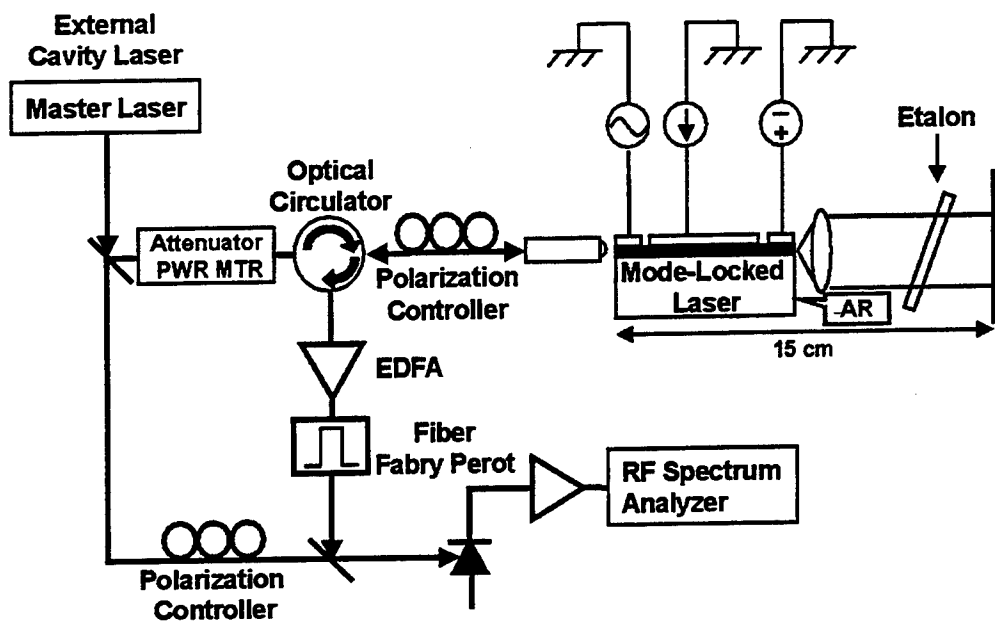 External
Cavity Laser
Master Laser
Etalon
Optical
Circulator
Attenuator
PWR MTR
Polarization
Controller
Mode-Locked
Laser
-AR
15 cm
EDFA
Fiber
Fabry Perot
RF Spectrum
Analyzer
Polarization
Controller